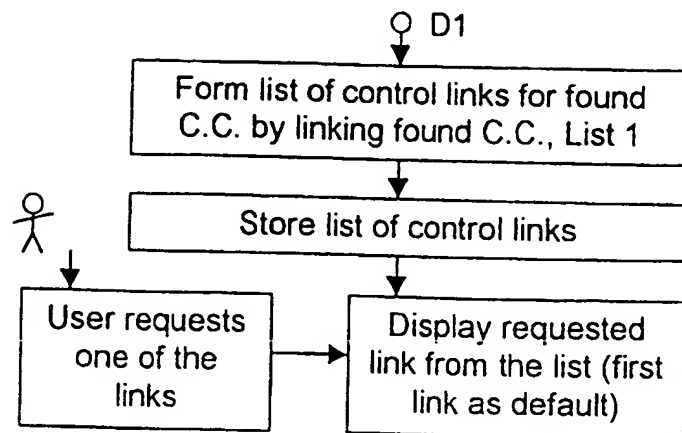 D1
Form list of control links for found
C.C. by linking found C.C., List 1
Store list of control links
User requests
one of the
links
Display requested
link from the list (first
link as default)